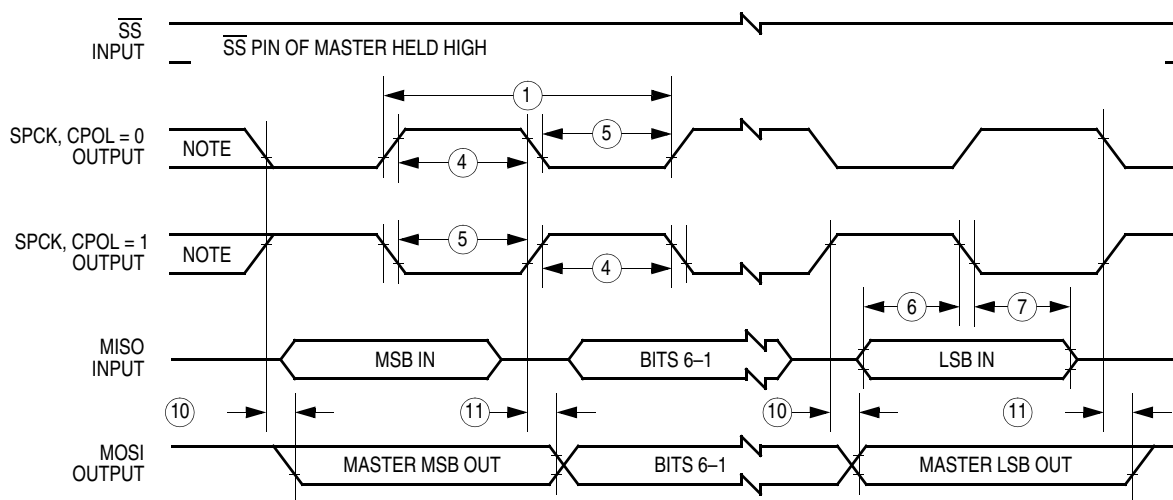 SS
INPUT
SS PIN OF MASTER HELD HIGH
1
SPCK, CPOL = 0
OUTPUT
NOTE
5
4
SPCK, CPOL = 1
OUTPUT
NOTE
5
4
6
7
MISO
INPUT
MSB IN
BITS 6–1
LSB IN
10
11
10
11
MOSI
OUTPUT
MASTER MSB OUT
BITS 6–1
MASTER LSB OUT